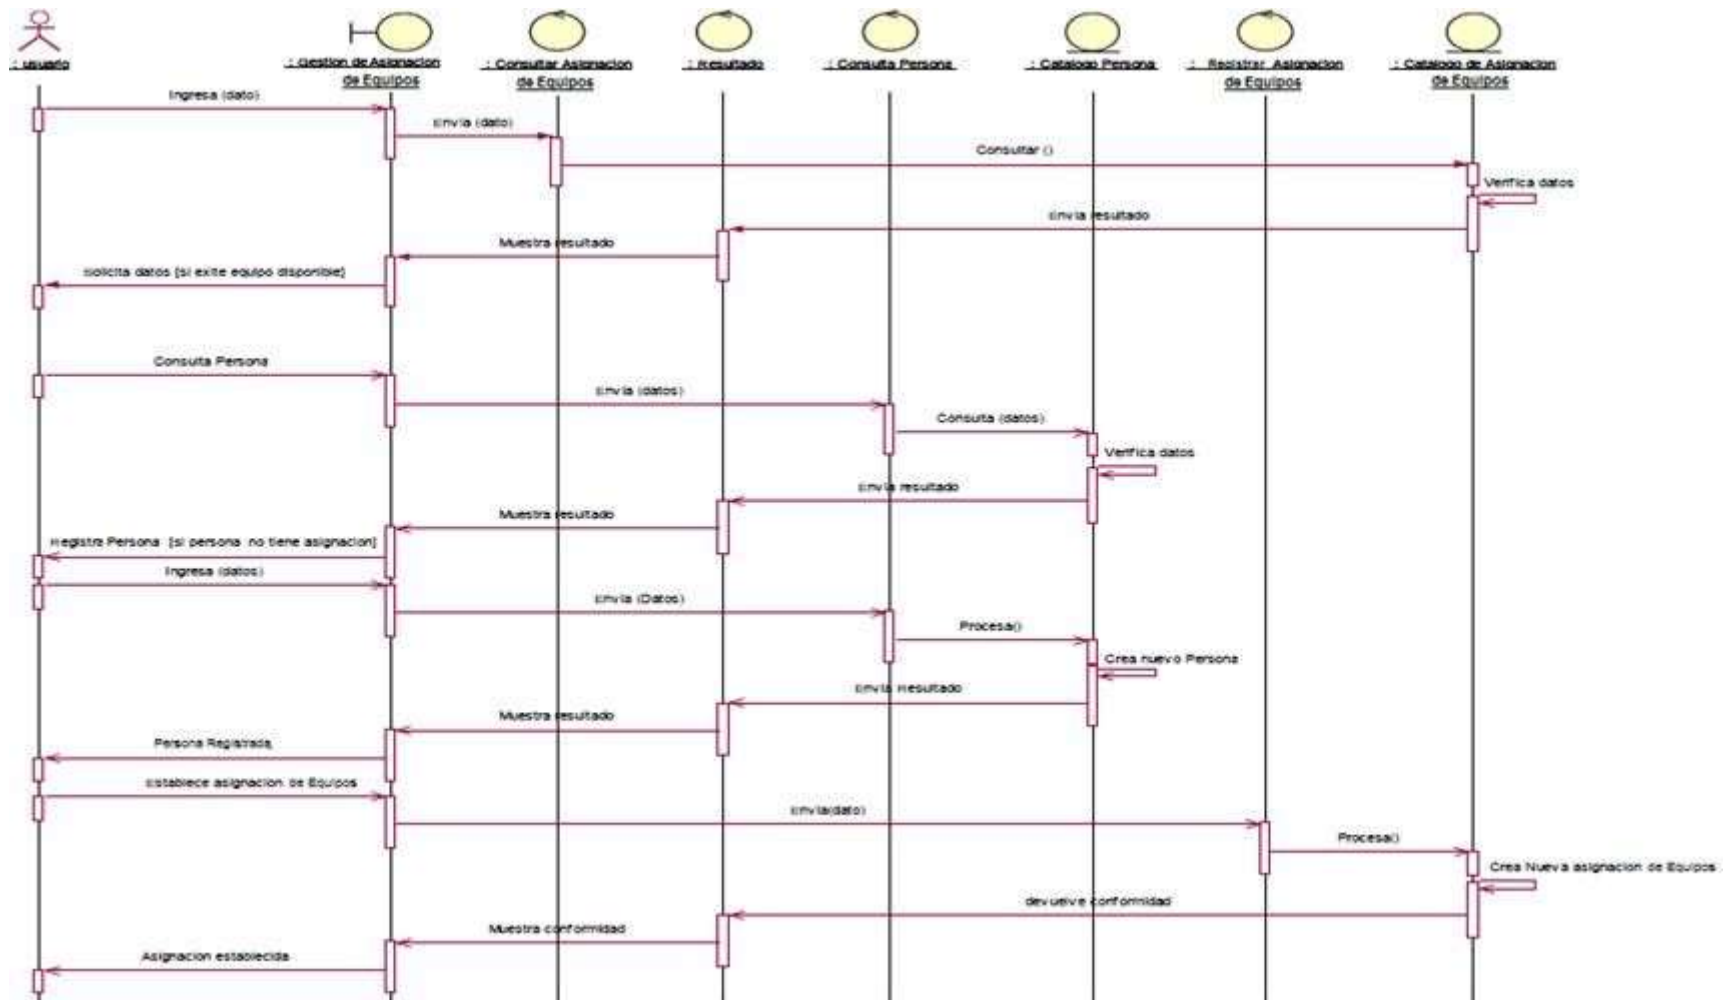 : usuario
: Gestion de Asignacion
de Equipos
: Consultar Asignacion
de Equipos
: Resultado
: Consulta Persona
: Catalogo Persona
: Registrar Asignacion
de Equipos
: Catalogo de Asignacion
de Equipos
Ingresa (dato)
Envia (dato)
Consultar ()
Verifica datos
Envia resultado
Muestra resultado
Solicita datos [si exite equipo disponible]
Consulta Persona
Envia (datos)
Consulta (datos)
Verifica datos
Envia resultado
Muestra resultado
Registra Persona [si persona no tiene asignacion]
Ingresa (datos)
Envia (Datos)
Procesa()
Crea nuevo Persona
Envia Resultado
Muestra resultado
Persona Registrada
Establece asignacion de Equipos
Envia(dato)
Procesa()
Crea Nueva asignacion de Equipos
devuelve conformidad
Muestra conformidad
Asignacion establecida